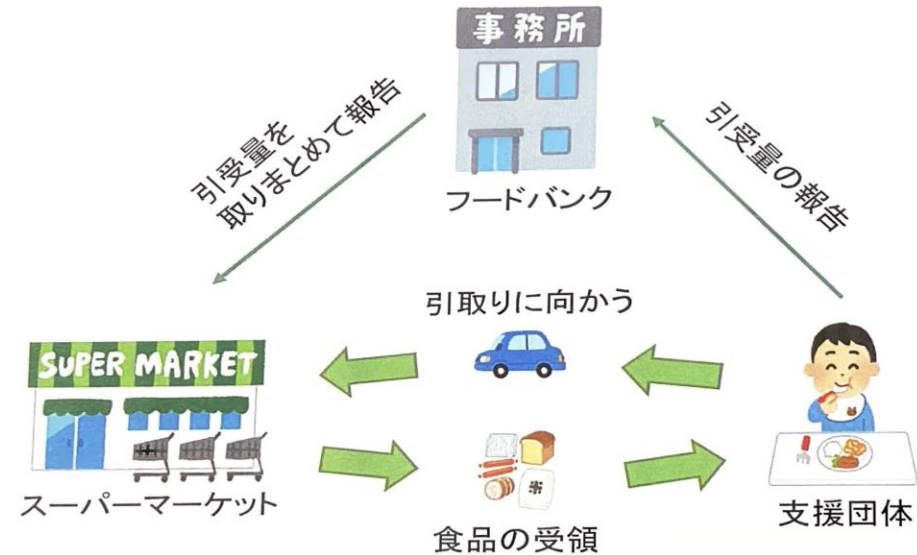 事務所
フードバンク
引受量を
取りまとめて報告
引受量の報告
引取りに向かう
SUPER MARKET
スーパーマーケット
米
食品の受領
支援団体